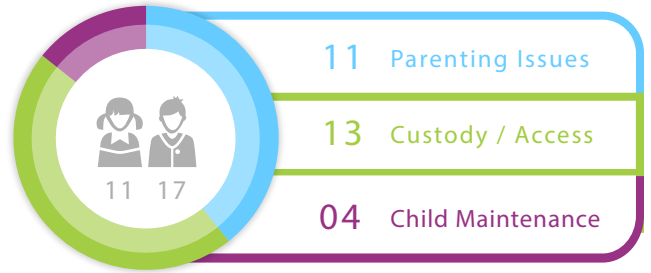 11 Parenting Issues
13 Custody / Access
04 Child Maintenance
11 17